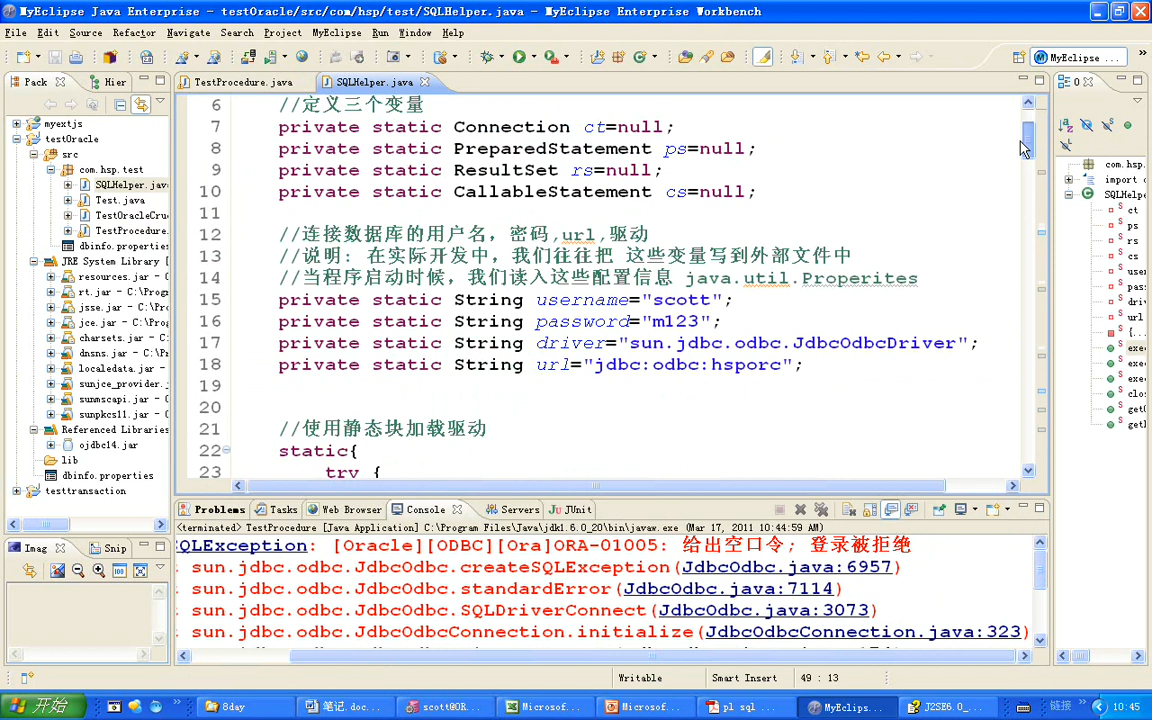 MyEclipse Java Enterprise - testOracle/src/com/hsp/test/SQLHelper.java - MyEclipse Enterprise Workbench
File Edit Source Refactor Navigate Search Project MyEclipse Run Window Help
MyEclipse ...
Pack Hier
TestProcedure.java SQLHelper.java
myextjs
testOracle
src
com.hsp.test
SQLHelper.jav
Test.java
TestOracleCru
TestProcedure
dbinfo.properties
JRE System Library [
resources.jar - C:\
rt.jar - C:\Progr
jsse.jar - C:\Pro
jce.jar - C:\Prog
charsets.jar - C:
dnsns.jar - C:\Pr
localedata.jar -
sunjce_provider.j
sunmscapi.jar -
sunpkcs11.jar - C
Referenced Libraries
ojdbc14.jar
lib
dbinfo.properties
testtransaction
6 //定义三个变量
7 private static Connection ct=null;
8 private static PreparedStatement ps=null;
9 private static ResultSet rs=null;
10 private static CallableStatement cs=null;
11
12 //连接数据库的用户名，密码,url,驱动
13 //说明: 在实际开发中，我们往往把 这些变量写到外部文件中
14 //当程序启动时候，我们读入这些配置信息 java.util.Properites
15 private static String username="scott";
16 private static String password="m123";
17 private static String driver="sun.jdbc.odbc.JdbcOdbcDriver";
18 private static String url="jdbc:odbc:hsporc";
19
20
21 //使用静态块加载驱动
22 static{
23 try {
O
com.hsp.
import
SQLHelpe
ct
ps
rs
cs
user
pass
driv
url
{...
exec
exec
exec
clos
getC
getP
Imag Snip
Problems Tasks Web Browser Console Servers JUnit
<terminated> TestProcedure [Java Application] C:\Program Files\Java\jdk1.6.0_20\bin\javaw.exe (Mar 17, 2011 10:44:59 AM)
SQLException: [Oracle][ODBC][Ora]ORA-01005: 给出空口令; 登录被拒绝
sun.jdbc.odbc.JdbcOdbc.createSQLException(JdbcOdbc.java:6957)
sun.jdbc.odbc.JdbcOdbc.standardError(JdbcOdbc.java:7114)
sun.jdbc.odbc.JdbcOdbc.SQLDriverConnect(JdbcOdbc.java:3073)
sun.jdbc.odbc.JdbcOdbcConnection.initialize(JdbcOdbcConnection.java:323)
Writable Smart Insert 49 : 13
开始 8day 笔记.doc... scott@OR... Microsof... Microsof... pl sql ... MyEclips... J2SE6.0_... 链接 10:45